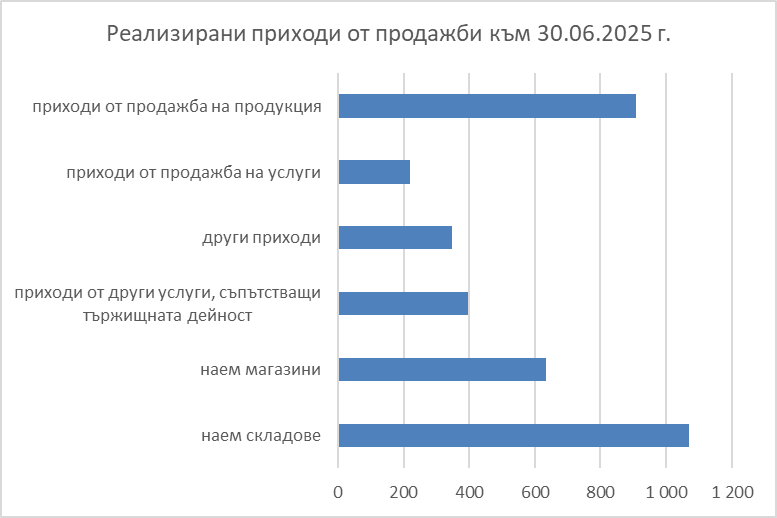 Реализирани приходи от продажби към 30.06.2025 г.
приходи от продажба на продукция
приходи от продажба на услуги
други приходи
приходи от други услуги, съпътстващи
тържищната дейност
наем магазини
наем складове
0 200 400 600 800 1 000 1 200